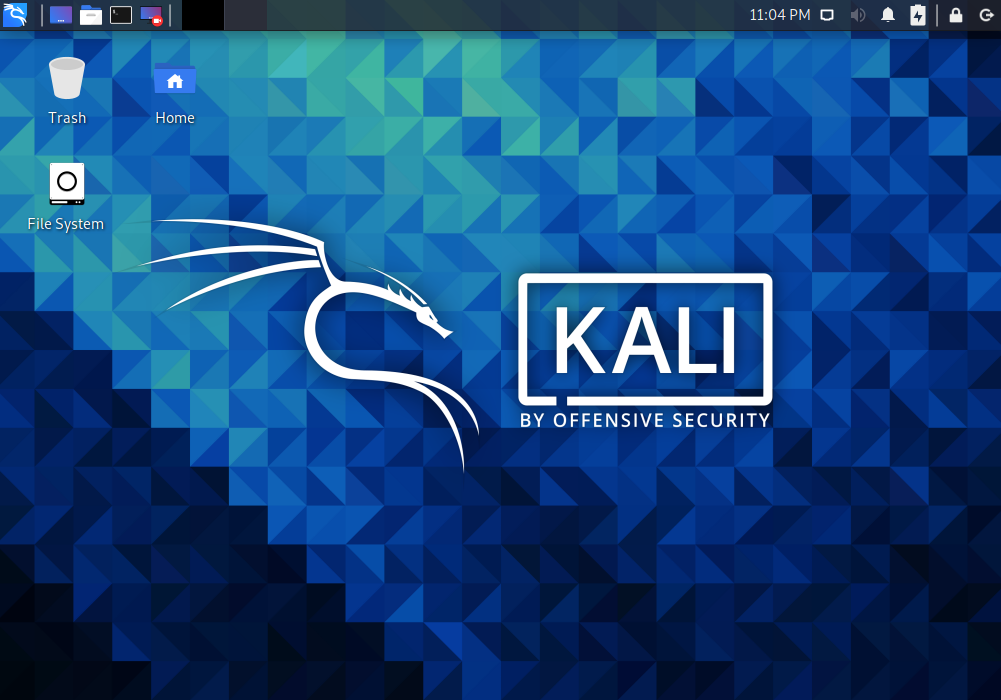 11:04 PM
Trash
Home
File System
KALI
BY OFFENSIVE SECURITY